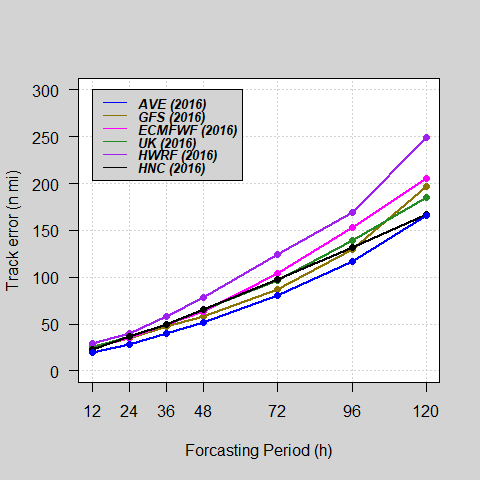 300
250
200
150
100
50
0
Track error (n mi)
AVE (2016)
GFS (2016)
ECMFWF (2016)
UK (2016)
HWRF (2016)
HNC (2016)
12 24 36 48 72 96 120
Forcasting Period (h)